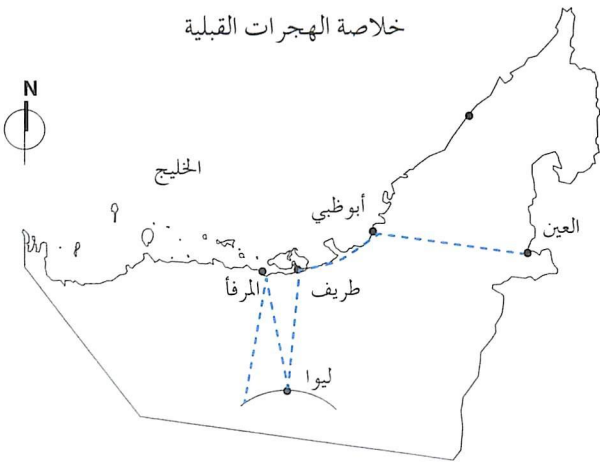 خلاصة الهجرات القبلية
N
الخليج
أبوظبي
العين
المرفأ
طريف
ليوا